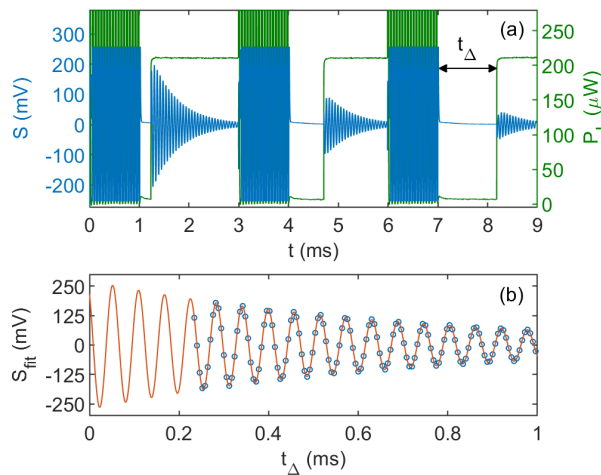 (a)
t_Δ
S (mV)
300
200
100
0
-100
-200
P_L (μW)
250
200
150
100
50
0
0 1 2 3 4 5 6 7 8 9
t (ms)
(b)
S_fit (mV)
250
125
0
-125
-250
0 0.2 0.4 0.6 0.8 1
t_Δ (ms)